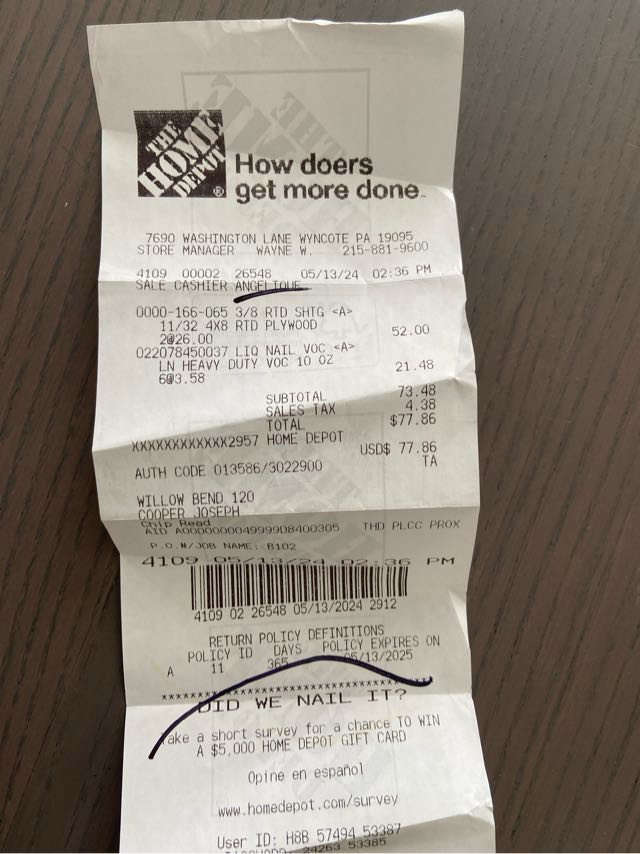 THE
HOME
DEPOT
®
How doers
get more done™
7690 WASHINGTON LANE WYNCOTE PA 19095
STORE MANAGER WAYNE W. 215-881-9600
4109 00002 26548 05/13/24 02:36 PM
SALE CASHIER ANGELIQUE
0000-166-065 3/8 RTD SHTG <A>
11/32 4X8 RTD PLYWOOD
2@26.00 52.00
022078450037 LIQ NAIL VOC <A>
LN HEAVY DUTY VOC 10 OZ
6@3.58 21.48
SUBTOTAL 73.48
SALES TAX 4.38
TOTAL $77.86
XXXXXXXXXXXX2957 HOME DEPOT
USD$ 77.86
AUTH CODE 013586/3022900 TA
WILLOW BEND 120
COOPER JOSEPH
Chip Read
AID A0000000049999D8400305 THD PLCC PROX
P.O.#/JOB NAME: B102
4109 05/13/24 02:36 PM
4109 02 26548 05/13/2024 2912
RETURN POLICY DEFINITIONS
POLICY ID DAYS POLICY EXPIRES ON
A 11 365 05/13/2025
****************************************
DID WE NAIL IT?
Take a short survey for a chance TO WIN
A $5,000 HOME DEPOT GIFT CARD
Opine en español
www.homedepot.com/survey
User ID: H8B 57494 53387
24263 53385